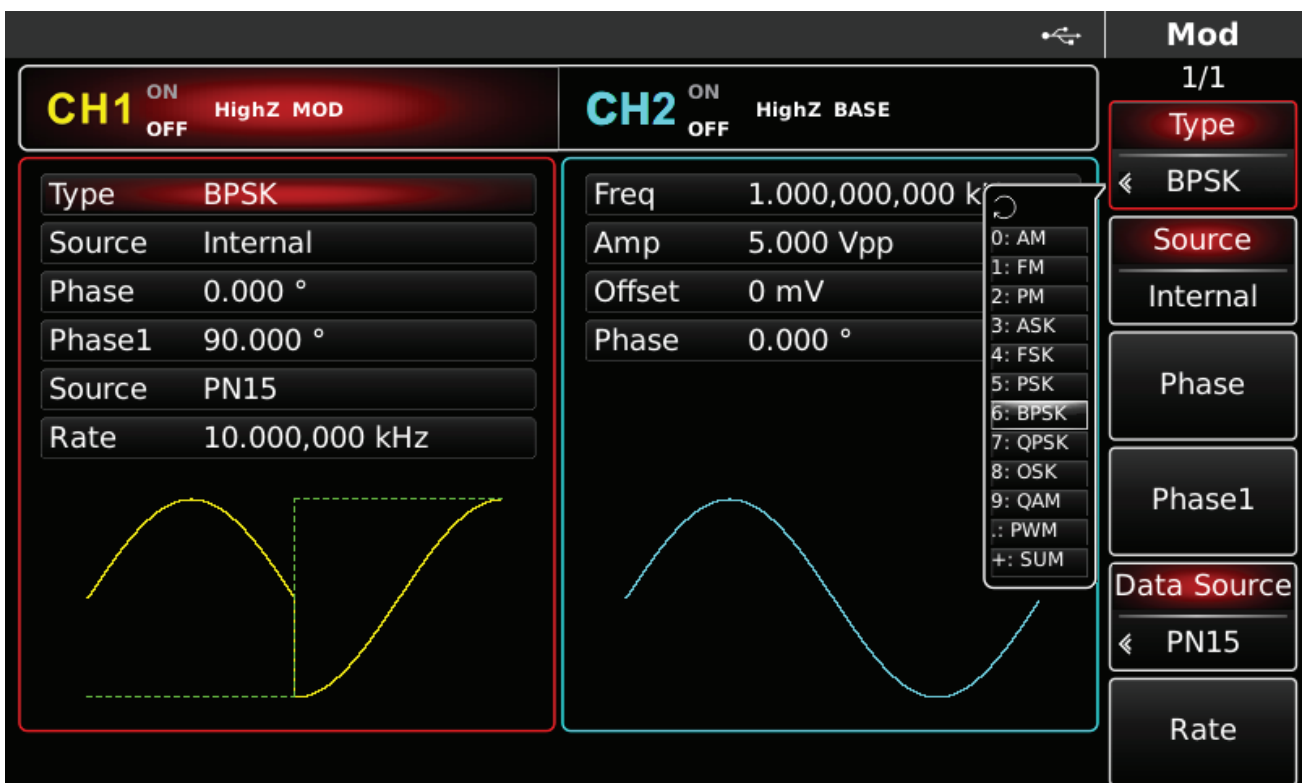 Mod
1/1
CH1 ON OFF HighZ MOD
CH2 ON OFF HighZ BASE
Type BPSK
Source Internal
Phase 0.000 °
Phase1 90.000 °
Source PN15
Rate 10.000,000 kHz
Freq 1.000,000,000
Amp 5.000 Vpp
Offset 0 mV
Phase 0.000 °
0: AM
1: FM
2: PM
3: ASK
4: FSK
5: PSK
6: BPSK
7: QPSK
8: OSK
9: QAM
.: PWM
+: SUM
Type
« BPSK
Source
Internal
Phase
Phase1
Data Source
« PN15
Rate